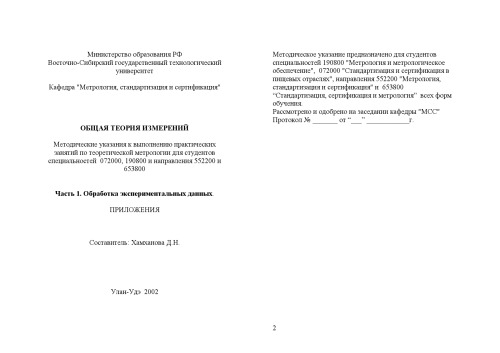 Министерство образования РФ
Восточно-Сибирский государственный технологический
университет
Кафедра "Метрология, стандартизация и сертификация"
ОБЩАЯ ТЕОРИЯ ИЗМЕРЕНИЙ
Методические указания к выполнению практических
занятий по теоретической метрологии для студентов
специальностей 072000, 190800 и направления 552200 и
653800
Часть 1. Обработка экспериментальных данных
ПРИЛОЖЕНИЯ
Составитель: Хамханова Д.Н.
Улан-Удэ 2002
Методическое указание предназначено для студентов
специальностей 190800 "Метрология и метрологическое
обеспечение", 072000 "Стандартизация и сертификация в
пищевых отраслях", направления 552200 "Метрология,
стандартизация и сертификация" и 653800
"Стандартизация, сертификация и метрология" всех форм
обучения.
Рассмотрено и одобрено на заседании кафедры "МСС"
Протокол № _______ от "___" ____________г.
2